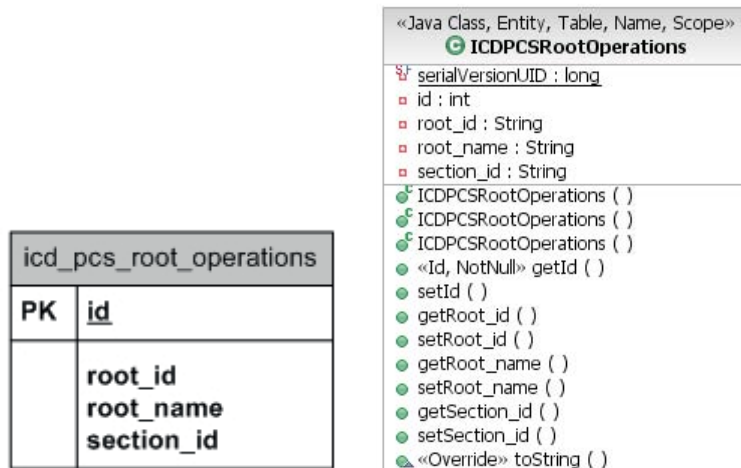 icd_pcs_root_operations
PK id
root_id
root_name
section_id
«Java Class, Entity, Table, Name, Scope»
ICDPCSRootOperations
serialVersionUID : long
id : int
root_id : String
root_name : String
section_id : String
ICDPCSRootOperations ( )
ICDPCSRootOperations ( )
ICDPCSRootOperations ( )
«Id, NotNull» getId ( )
setId ( )
getRoot_id ( )
setRoot_id ( )
getRoot_name ( )
setRoot_name ( )
getSection_id ( )
setSection_id ( )
«Override» toString ( )